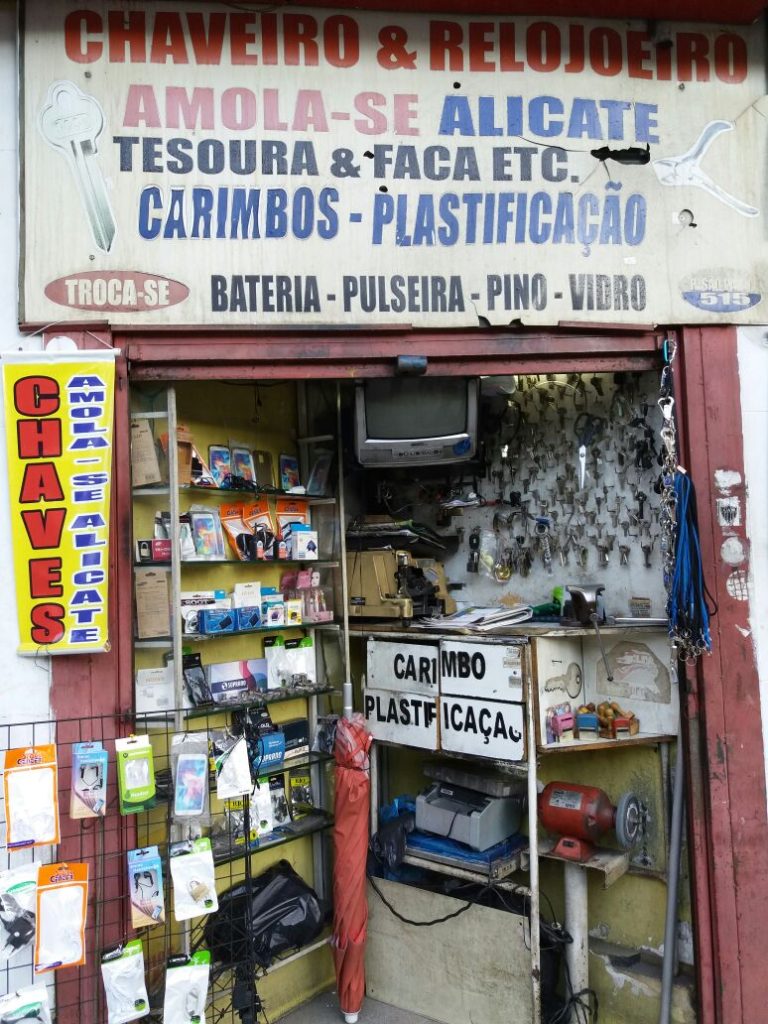 CHAVEIRO & RELOJOEIRO
AMOLA-SE ALICATE
TESOURA & FACA ETC.
CARIMBOS - PLASTIFICAÇÃO
TROCA-SE
BATERIA - PULSEIRA - PINO - VIDRO
515
CHAVES
AMOLA-SE ALICATE
CARIMBO
PLASTIFICAÇÃO